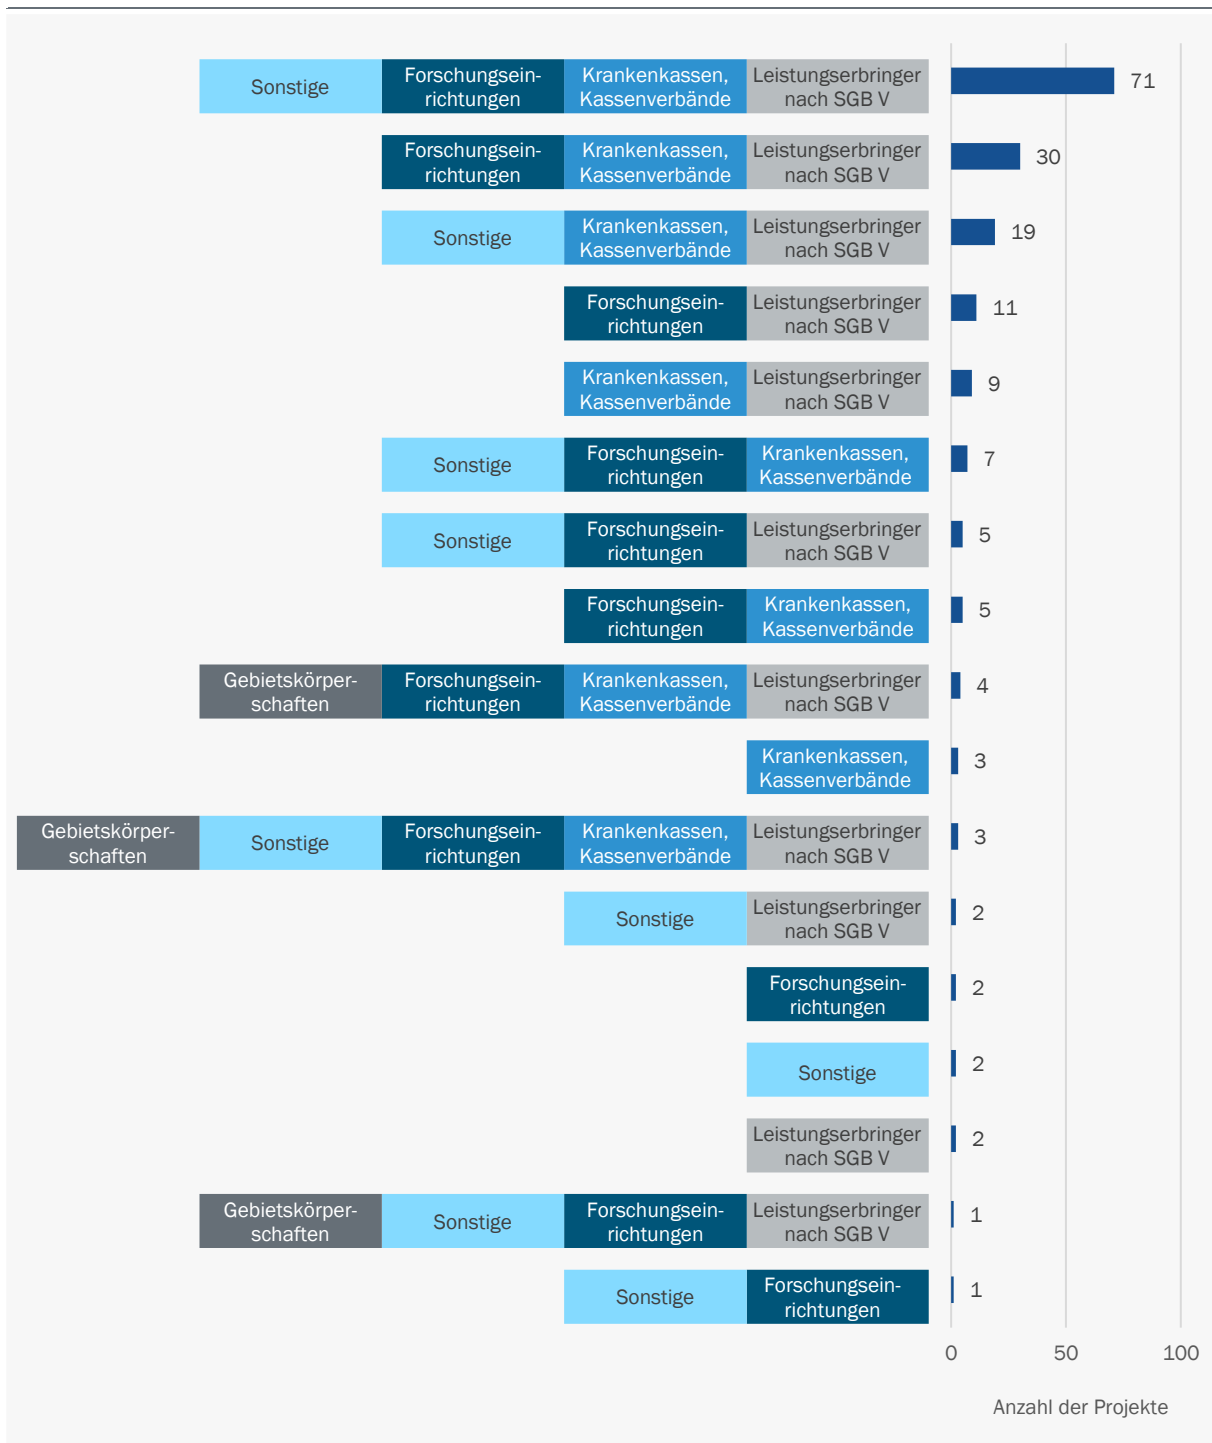 Sonstige
Forschungsein-
richtungen
Krankenkassen,
Kassenverbände
Leistungserbringer
nach SGB V
71
Forschungsein-
richtungen
Krankenkassen,
Kassenverbände
Leistungserbringer
nach SGB V
30
Sonstige
Krankenkassen,
Kassenverbände
Leistungserbringer
nach SGB V
19
Forschungsein-
richtungen
Leistungserbringer
nach SGB V
11
Krankenkassen,
Kassenverbände
Leistungserbringer
nach SGB V
9
Sonstige
Forschungsein-
richtungen
Krankenkassen,
Kassenverbände
7
Sonstige
Forschungsein-
richtungen
Leistungserbringer
nach SGB V
5
Forschungsein-
richtungen
Krankenkassen,
Kassenverbände
5
Gebietskörper-
schaften
Forschungsein-
richtungen
Krankenkassen,
Kassenverbände
Leistungserbringer
nach SGB V
4
Krankenkassen,
Kassenverbände
3
Gebietskörper-
schaften
Sonstige
Forschungsein-
richtungen
Krankenkassen,
Kassenverbände
Leistungserbringer
nach SGB V
3
Sonstige
Leistungserbringer
nach SGB V
2
Forschungsein-
richtungen
2
Sonstige
2
Leistungserbringer
nach SGB V
2
Gebietskörper-
schaften
Sonstige
Forschungsein-
richtungen
Leistungserbringer
nach SGB V
1
Sonstige
Forschungsein-
richtungen
1
0 50 100
Anzahl der Projekte